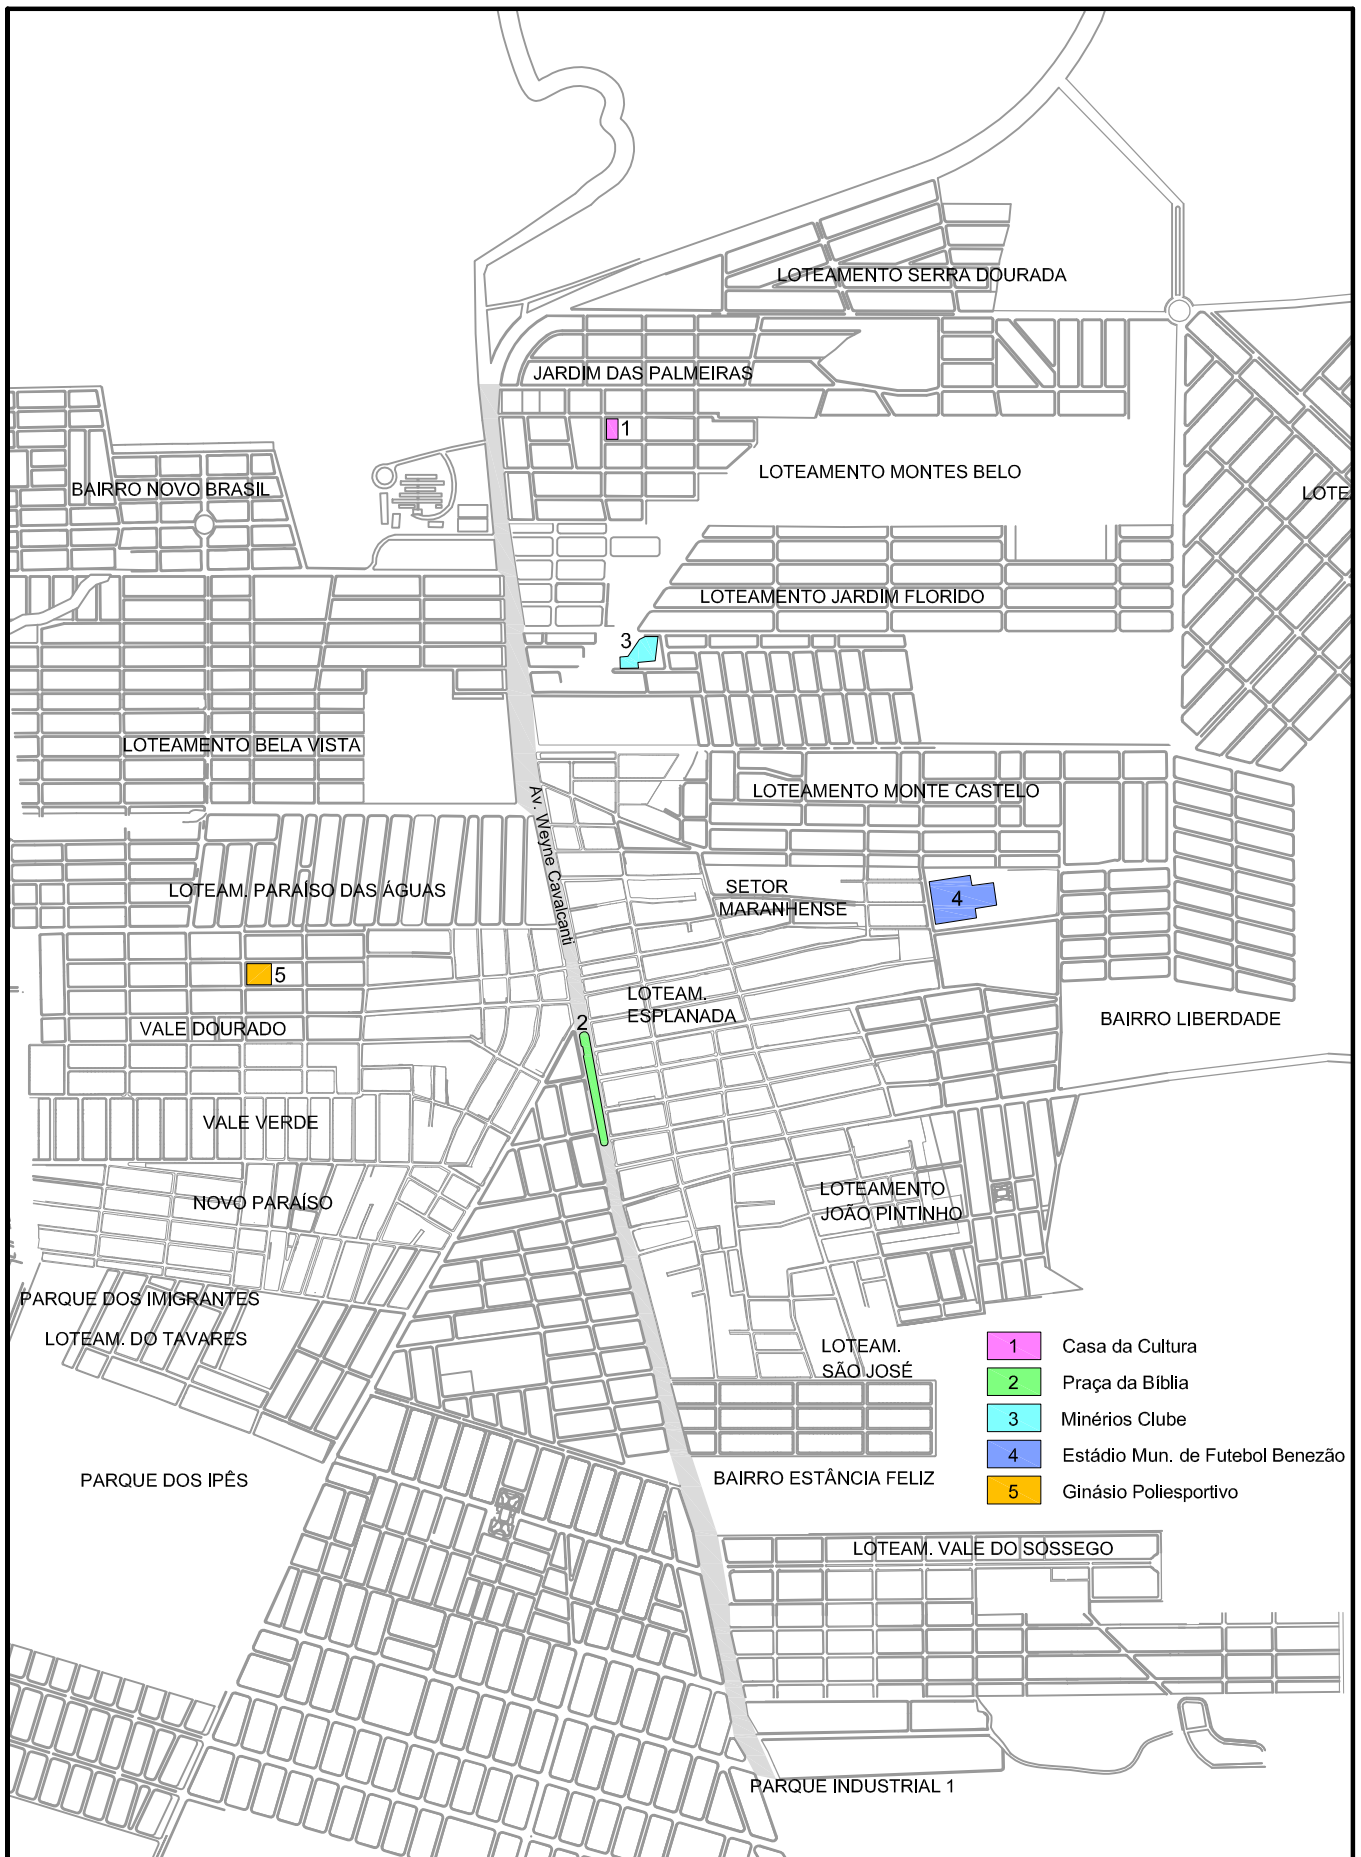 LOTEAMENTO SERRA DOURADA
JARDIM DAS PALMEIRAS
1
LOTEAMENTO MONTES BELO
BAIRRO NOVO BRASIL
LOTE
LOTEAMENTO JARDIM FLORIDO
3
LOTEAMENTO BELA VISTA
LOTEAMENTO MONTE CASTELO
Av. Weyne Cavalcanti
LOTEAM. PARAÍSO DAS ÁGUAS
SETOR
MARANHENSE
4
5
LOTEAM.
ESPLANADA
2
VALE DOURADO
BAIRRO LIBERDADE
VALE VERDE
NOVO PARAÍSO
LOTEAMENTO
JOÃO PINTINHO
PARQUE DOS IMIGRANTES
LOTEAM. DO TAVARES
LOTEAM.
SÃO JOSÉ
1 Casa da Cultura
2 Praça da Bíblia
3 Minérios Clube
4 Estádio Mun. de Futebol Benezão
5 Ginásio Poliesportivo
PARQUE DOS IPÊS
BAIRRO ESTÂNCIA FELIZ
LOTEAM. VALE DO SOSSEGO
PARQUE INDUSTRIAL 1